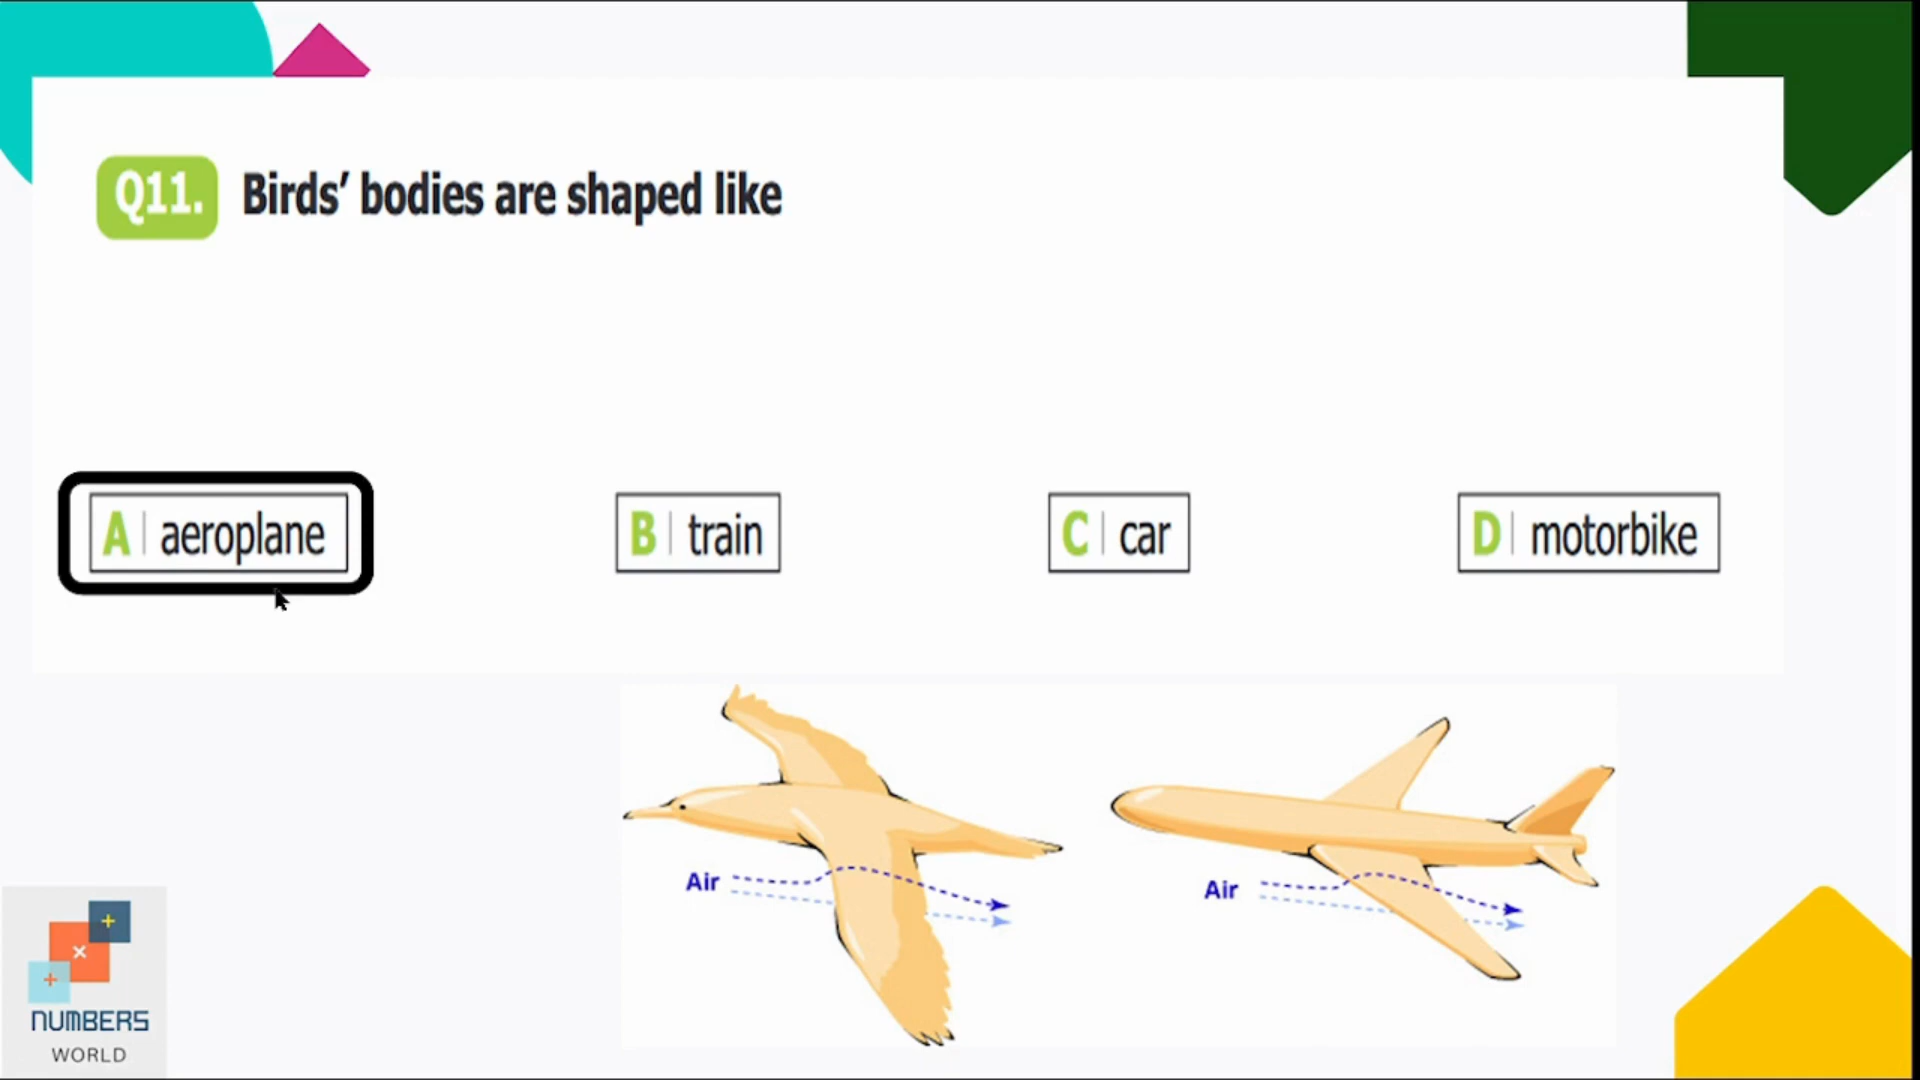 Q11. Birds’ bodies are shaped like
A | aeroplane
B | train
C | car
D | motorbike
Air
Air
NUMBERS
WORLD